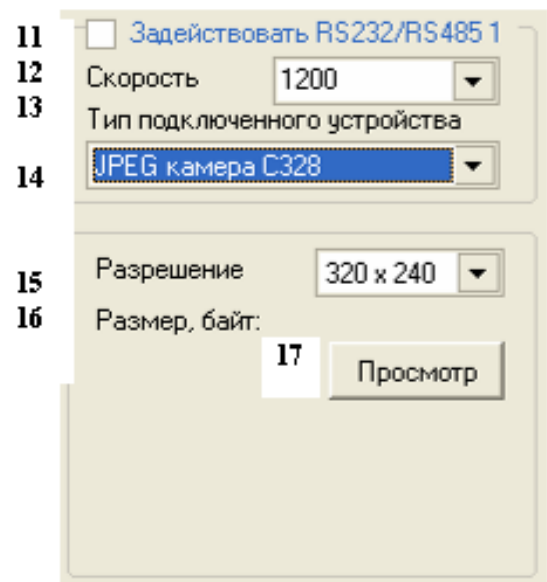 11 Задействовать RS232/RS485 1
12 Скорость 1200
13 Тип подключенного устройства
14 JPEG камера C328
15 Разрешение 320 x 240
16 Размер, байт:
17 Просмотр